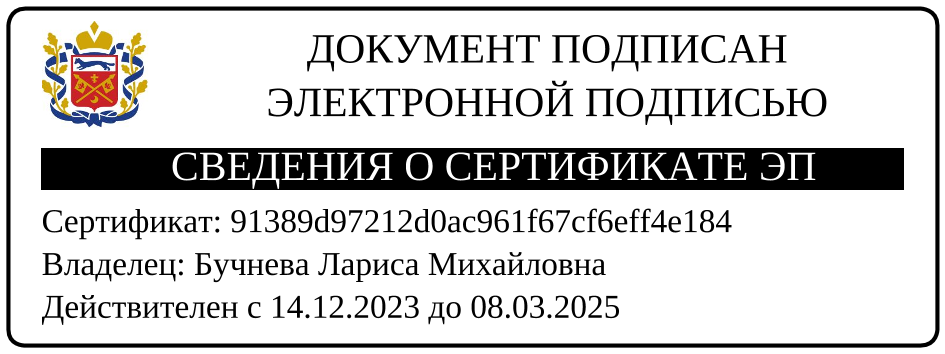 ДОКУМЕНТ ПОДПИСАН
ЭЛЕКТРОННОЙ ПОДПИСЬЮ
СВЕДЕНИЯ О СЕРТИФИКАТЕ ЭП
Сертификат: 91389d97212d0ac961f67cf6eff4e184
Владелец: Бучнева Лариса Михайловна
Действителен с 14.12.2023 до 08.03.2025